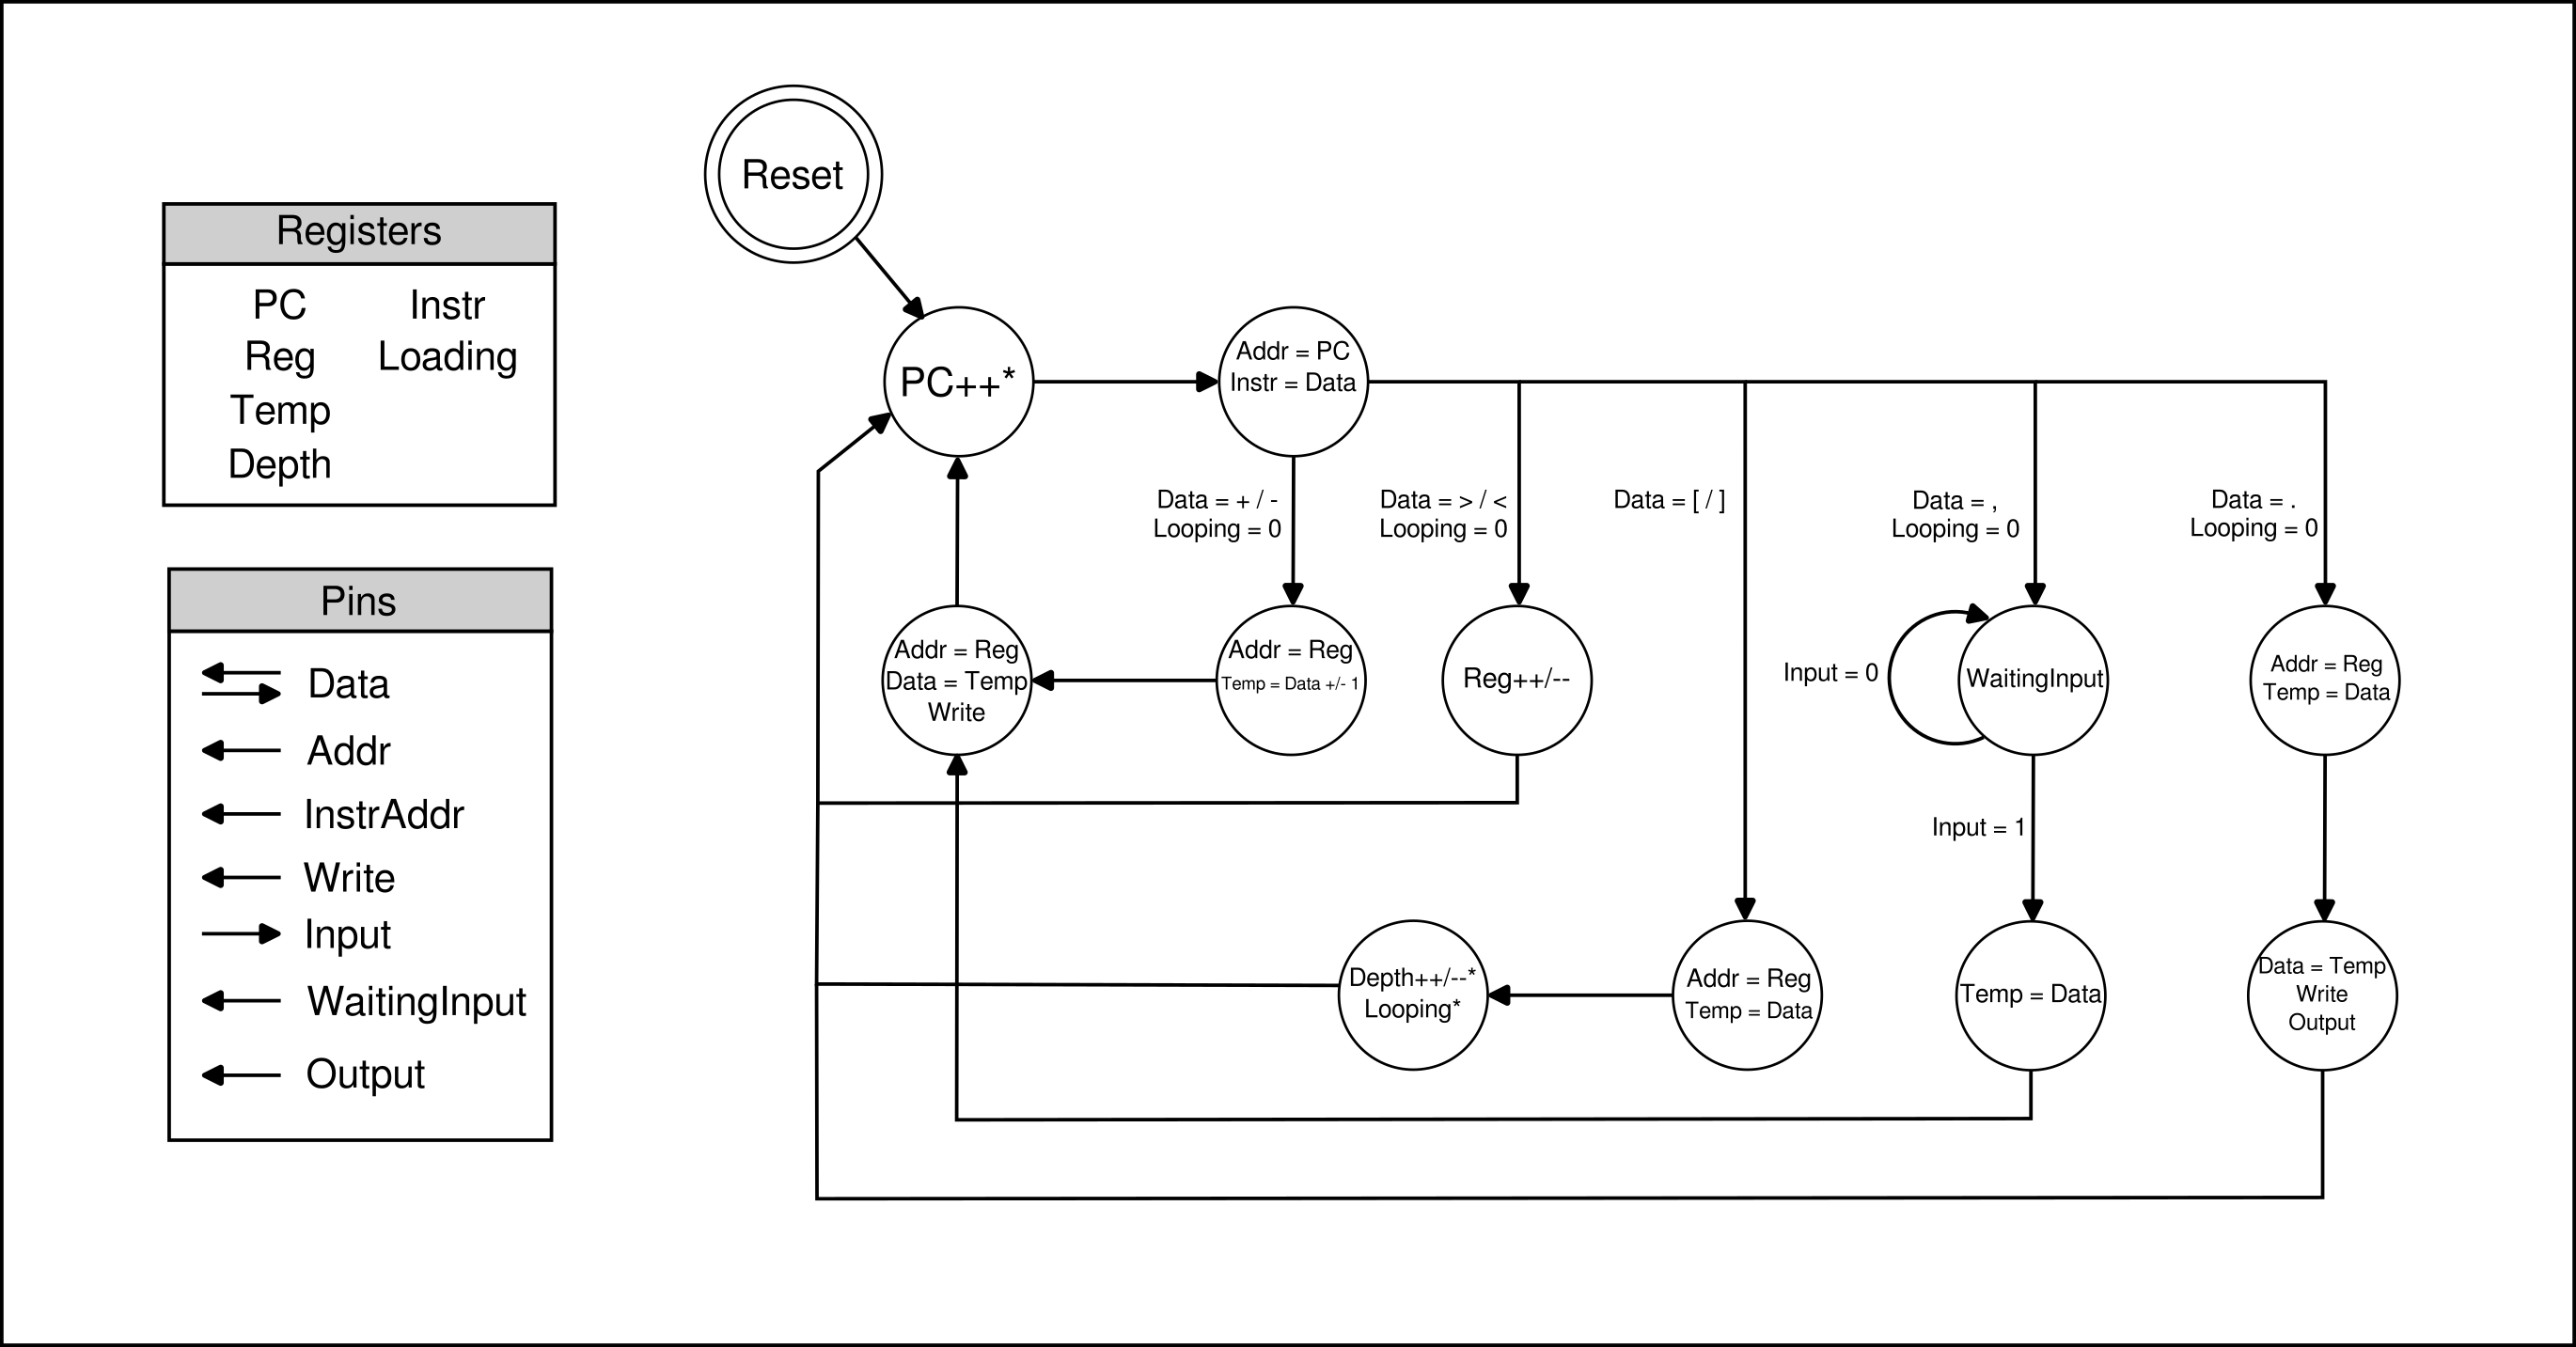 Reset
Registers
PC Instr
Reg Loading
Temp
Depth
Pins
Data
Addr
InstrAddr
Write
Input
WaitingInput
Output
PC++*
Addr = PC
Instr = Data
Data = + / -
Looping = 0
Data = > / <
Looping = 0
Data = [ / ]
Data = ,
Looping = 0
Data = .
Looping = 0
Addr = Reg
Data = Temp
Write
Addr = Reg
Temp = Data +/- 1
Reg++/--
Input = 0
WaitingInput
Addr = Reg
Temp = Data
Input = 1
Depth++/--*
Looping*
Addr = Reg
Temp = Data
Temp = Data
Data = Temp
Write
Output